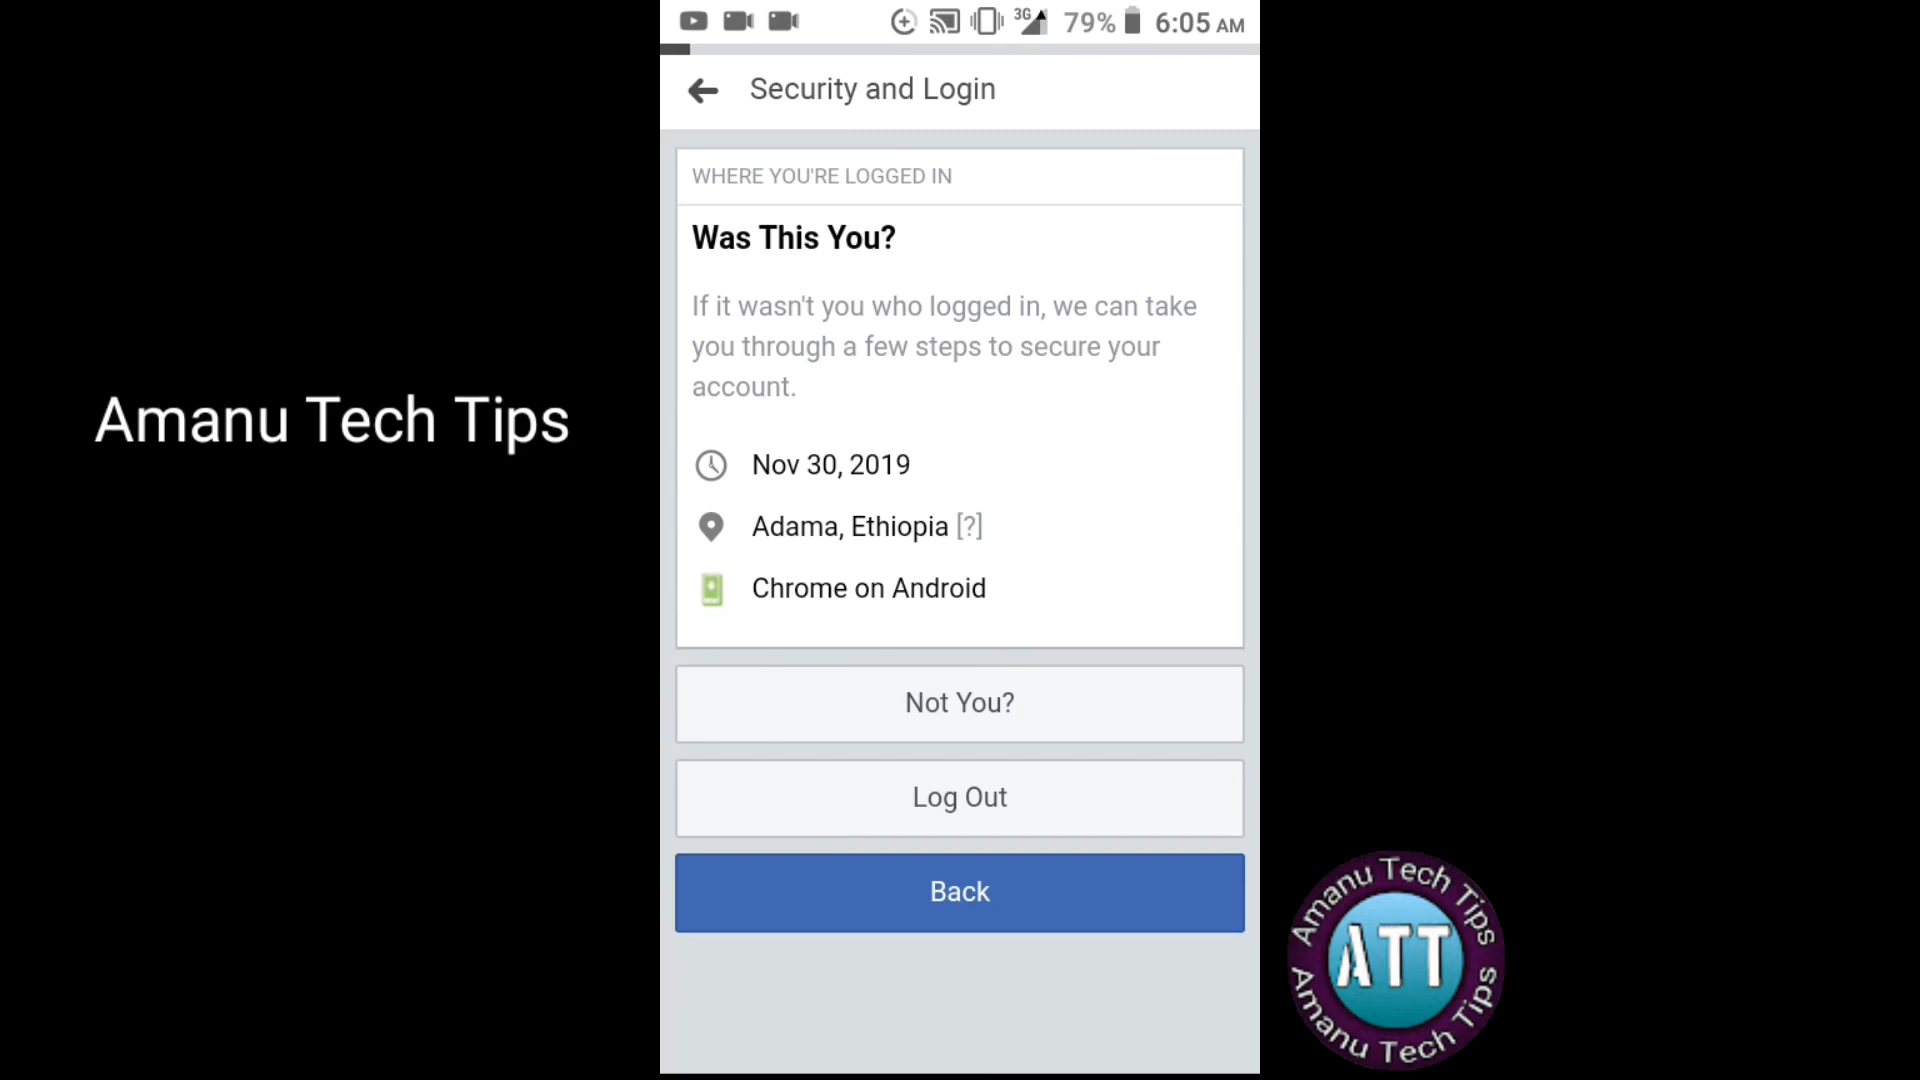 3G 79% 6:05 AM
Security and Login
WHERE YOU'RE LOGGED IN
Was This You?
If it wasn't you who logged in, we can take
you through a few steps to secure your
account.
Nov 30, 2019
Adama, Ethiopia [?]
Chrome on Android
Not You?
Log Out
Back
Amanu Tech Tips
Amanu Tech Tips
ATT
Amanu Tech Tips